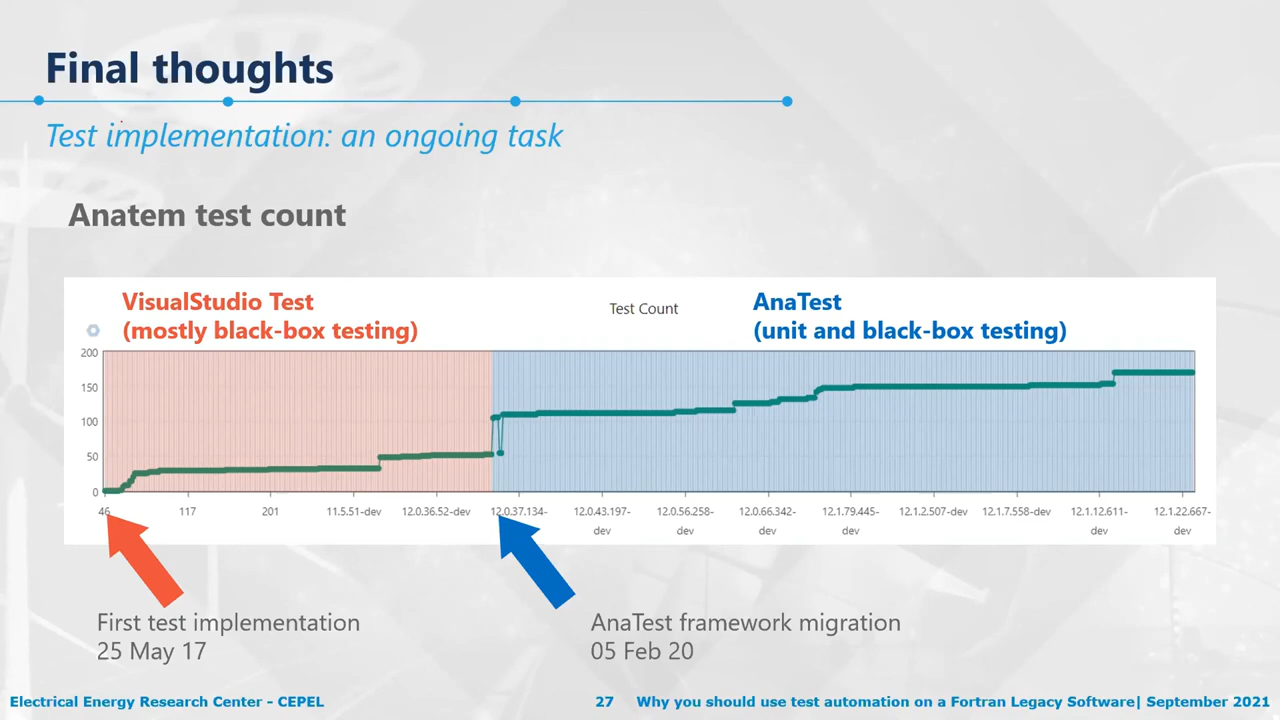 Final thoughts
Test implementation: an ongoing task
Anatem test count
VisualStudio Test
(mostly black-box testing)
Test Count
AnaTest
(unit and black-box testing)
200
150
100
50
0
46 117 201 11.5.51-dev 12.0.36.52-dev 12.0.37.134- 12.0.43.197- 12.0.56.258- 12.0.66.342- 12.1.79.445- 12.1.2.507-dev 12.1.7.558-dev 12.1.12.611- 12.1.22.667-
dev dev dev dev dev dev
First test implementation
25 May 17
AnaTest framework migration
05 Feb 20
Electrical Energy Research Center - CEPEL 27 Why you should use test automation on a Fortran Legacy Software| September 2021